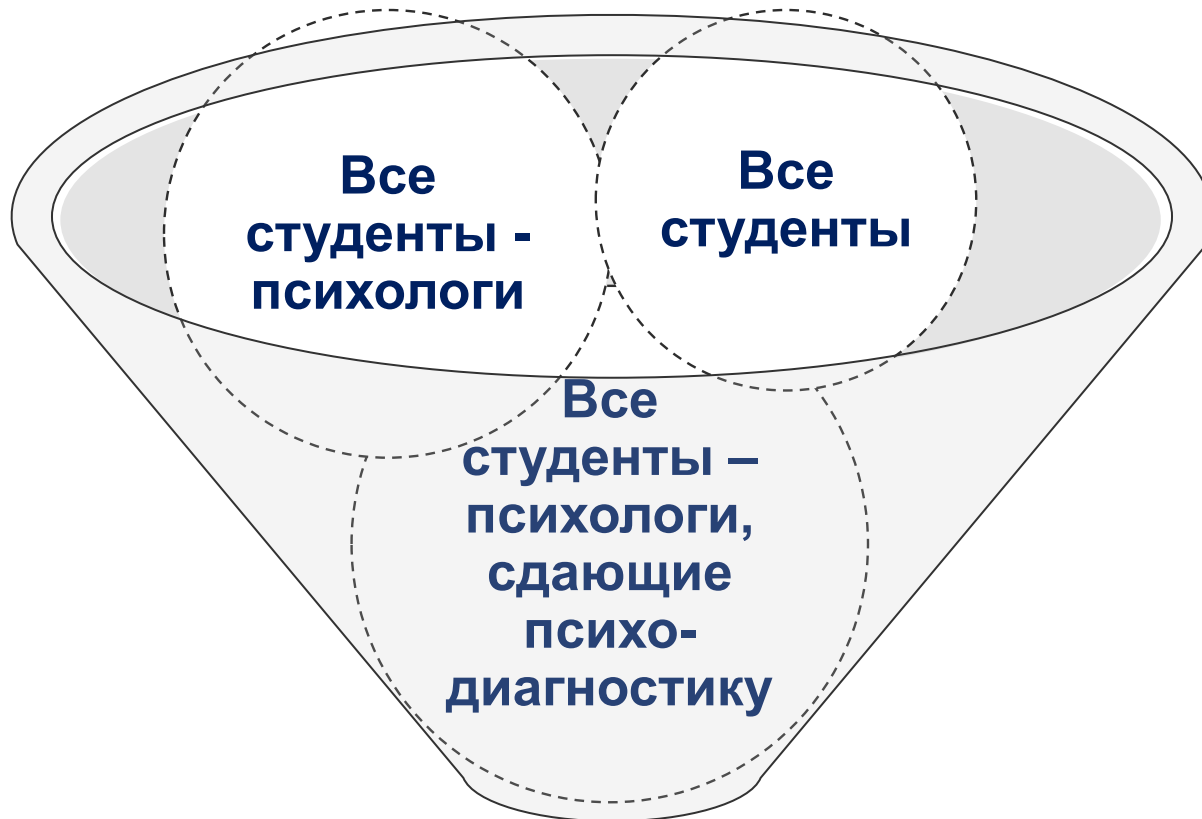 Все
студенты -
психологи
Все
студенты
Все
студенты –
психологи,
сдающие
психо-
диагностику